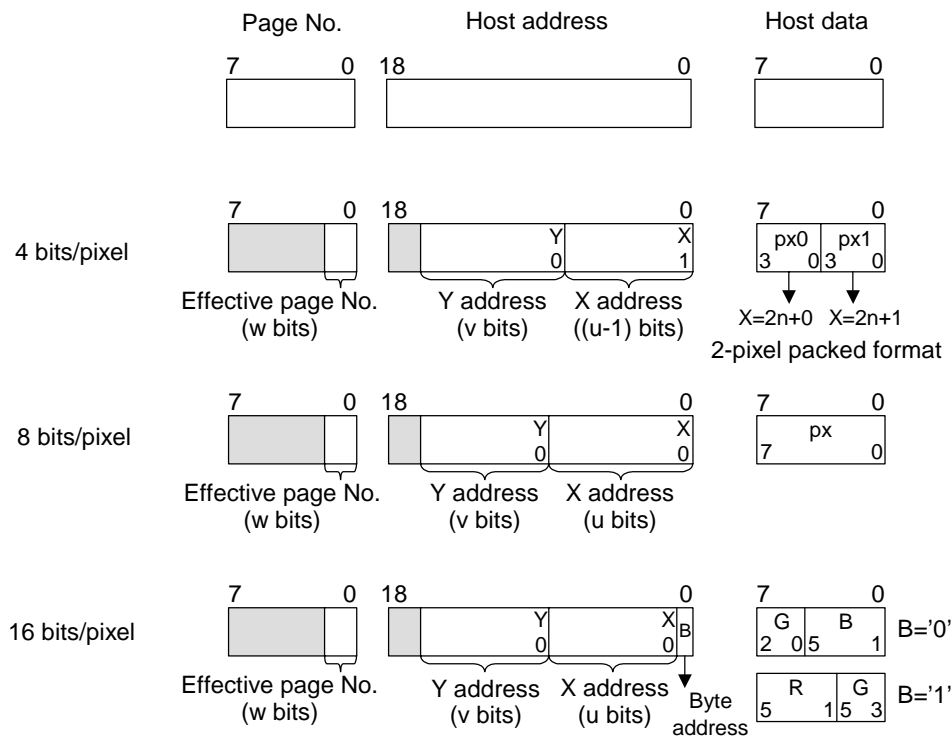 Page No. Host address Host data
7 0 18 0 7 0
7 0 18 0 7 0
4 bits/pixel Y X px0 px1
0 1 3 0 3 0
Effective page No. Y address X address X=2n+0 X=2n+1
(w bits) (v bits) ((u-1) bits) 2-pixel packed format
7 0 18 0 7 0
8 bits/pixel Y X px
0 0 7 0
Effective page No. Y address X address
(w bits) (v bits) (u bits)
7 0 18 0 7 0
16 bits/pixel Y X B G B B='0'
0 0 2 0 5 1
Effective page No. Y address X address Byte R G B='1'
(w bits) (v bits) (u bits) address 5 1 5 3